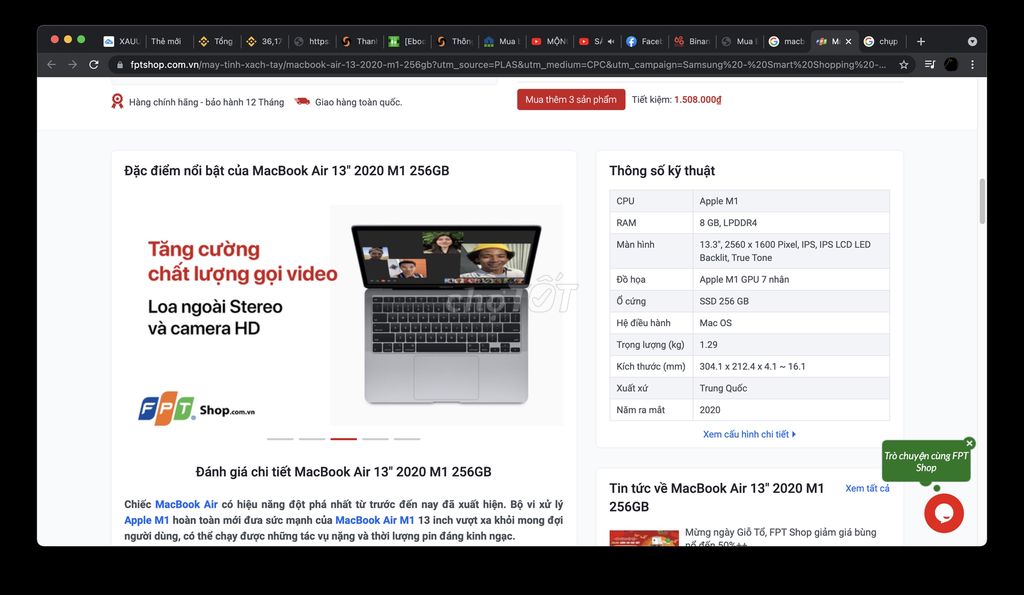 XAUU
Thẻ mới
Tổng
36,17
https:
Than
[Eboo
Thôn
Mua b
MỘN
SÁ
Facel
Binan
Mua b
macb
M
chụp
fptshop.com.vn/may-tinh-xach-tay/macbook-air-13-2020-m1-256gb?utm_source=PLAS&utm_medium=CPC&utm_campaign=Samsung%20-%20Smart%20Shopping%20-...
Hàng chính hãng - bảo hành 12 Tháng
Giao hàng toàn quốc.
Mua thêm 3 sản phẩm
Tiết kiệm: 1.508.000₫
Đặc điểm nổi bật của MacBook Air 13" 2020 M1 256GB
Tăng cường
chất lượng gọi video
Loa ngoài Stereo
và camera HD
chợTỐT
FPT Shop.com.vn
Đánh giá chi tiết MacBook Air 13" 2020 M1 256GB
Chiếc MacBook Air có hiệu năng đột phá nhất từ trước đến nay đã xuất hiện. Bộ vi xử lý
Apple M1 hoàn toàn mới đưa sức mạnh của MacBook Air M1 13 inch vượt xa khỏi mong đợi
người dùng, có thể chạy được những tác vụ nặng và thời lượng pin đáng kinh ngạc.
Thông số kỹ thuật
CPU Apple M1
RAM 8 GB, LPDDR4
Màn hình 13.3", 2560 x 1600 Pixel, IPS, IPS LCD LED
Backlit, True Tone
Đồ họa Apple M1 GPU 7 nhân
Ổ cứng SSD 256 GB
Hệ điều hành Mac OS
Trọng lượng (kg) 1.29
Kích thước (mm) 304.1 x 212.4 x 4.1 ~ 16.1
Xuất xứ Trung Quốc
Năm ra mắt 2020
Xem cấu hình chi tiết
Trò chuyện cùng FPT
Shop
Tin tức về MacBook Air 13" 2020 M1
256GB
Xem tất cả
Mừng ngày Giỗ Tổ, FPT Shop giảm giá bùng
nổ đến 50%++